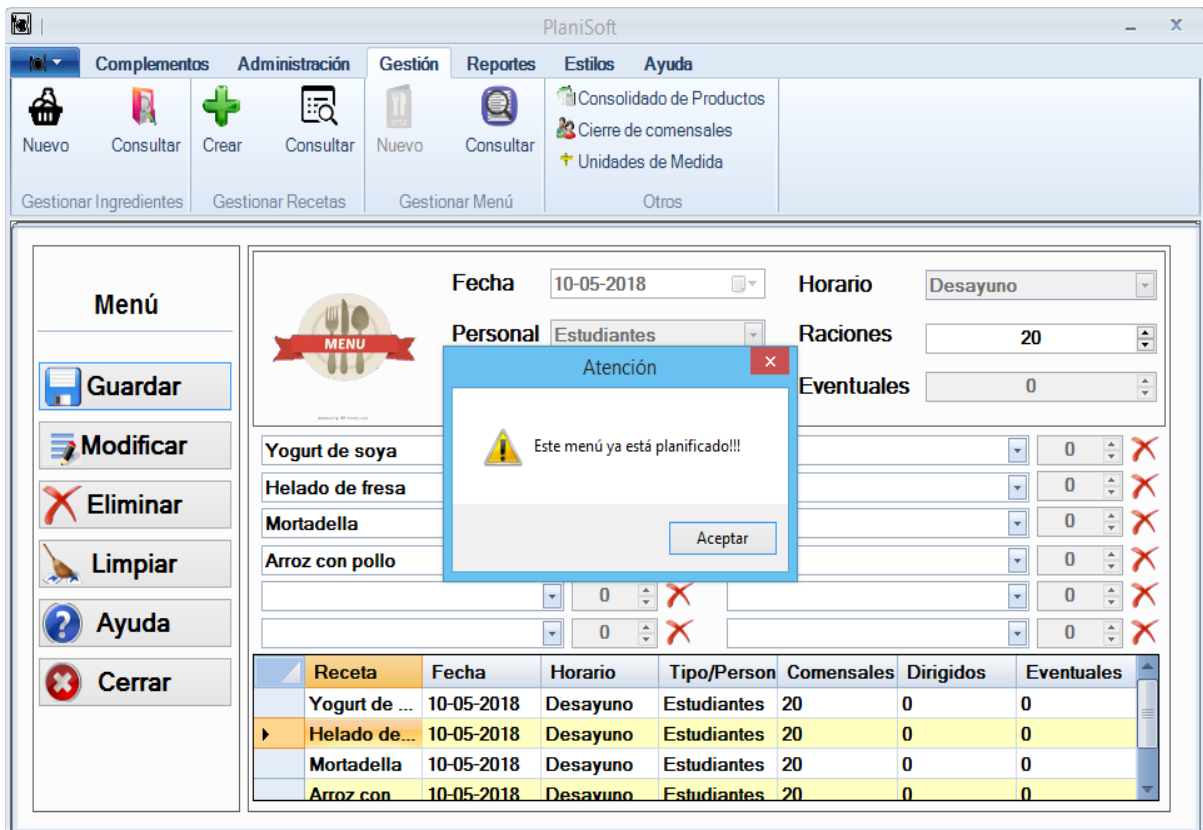 PlaniSoft
Complementos Administración Gestión Reportes Estilos Ayuda
Nuevo Consultar Crear Consultar Nuevo Consultar
Consolidado de Productos
Cierre de comensales
Unidades de Medida
Gestionar Ingredientes Gestionar Recetas Gestionar Menú Otros
Menú
Guardar
Modificar
Eliminar
Limpiar
Ayuda
Cerrar
MENU
Fecha 10-05-2018 Horario Desayuno
Personal Estudiantes Raciones 20
Eventuales 0
Atención
Este menú ya está planificado!!!
Aceptar
Yogurt de soya 0
Helado de fresa 0
Mortadella 0
Arroz con pollo 0
0 0
0 0
Receta Fecha Horario Tipo/Person Comensales Dirigidos Eventuales
Yogurt de ... 10-05-2018 Desayuno Estudiantes 20 0 0
Helado de... 10-05-2018 Desayuno Estudiantes 20 0 0
Mortadella 10-05-2018 Desayuno Estudiantes 20 0 0
Arroz con 10-05-2018 Desayuno Estudiantes 20 0 0